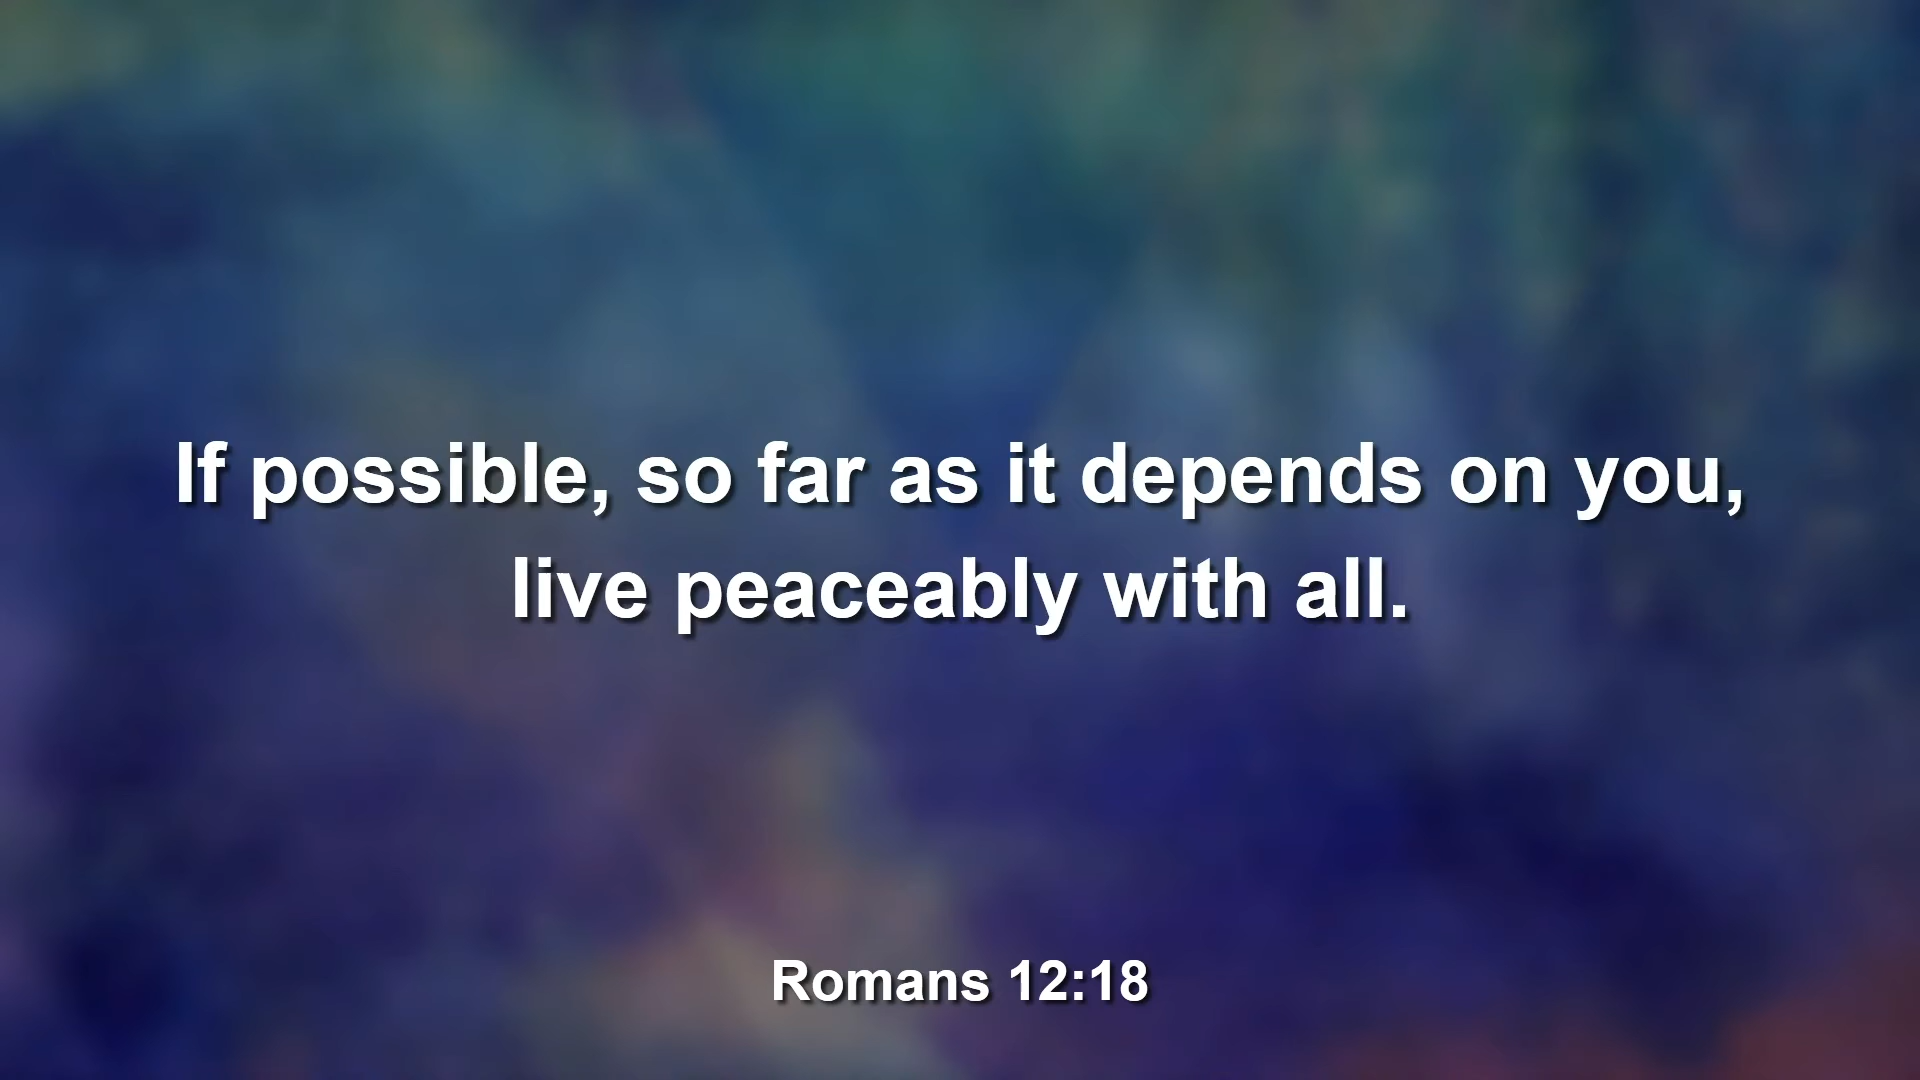 If possible, so far as it depends on you,
live peaceably with all.
Romans 12:18